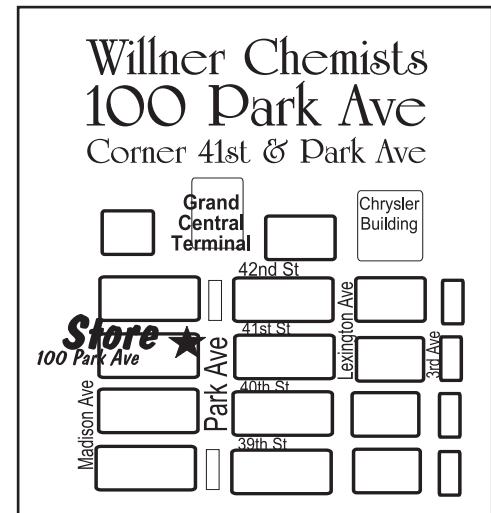 Willner Chemists
100 Park Ave
Corner 41st & Park Ave
Grand
Central
Terminal
Chrysler
Building
42nd St
Store
100 Park Ave
41st St
40th St
39th St
Madison Ave
Park Ave
Lexington Ave
3rd Ave